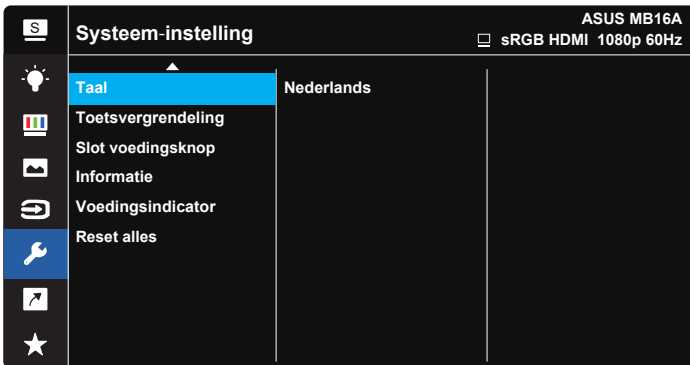 S
Systeem-instelling
ASUS MB16A
sRGB HDMI 1080p 60Hz
Taal
Nederlands
Toetsvergrendeling
Slot voedingsknop
Informatie
Voedingsindicator
Reset alles